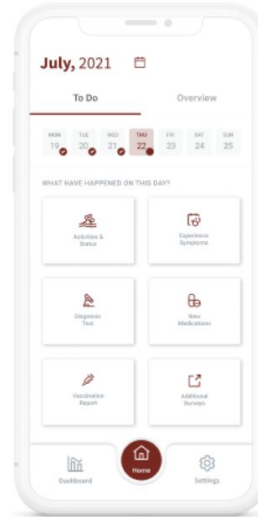 July, 2021
To Do Overview
MON TUE WED THU FRI SAT SUN
19 20 21 22 23 24 25
WHAT HAVE HAPPENED ON THIS DAY?
Activities &
Status
Experience
Symptoms
Diagnosis
Test
New
Medications
Vaccination
Report
Additional
Surveys
Dashboard Home Settings